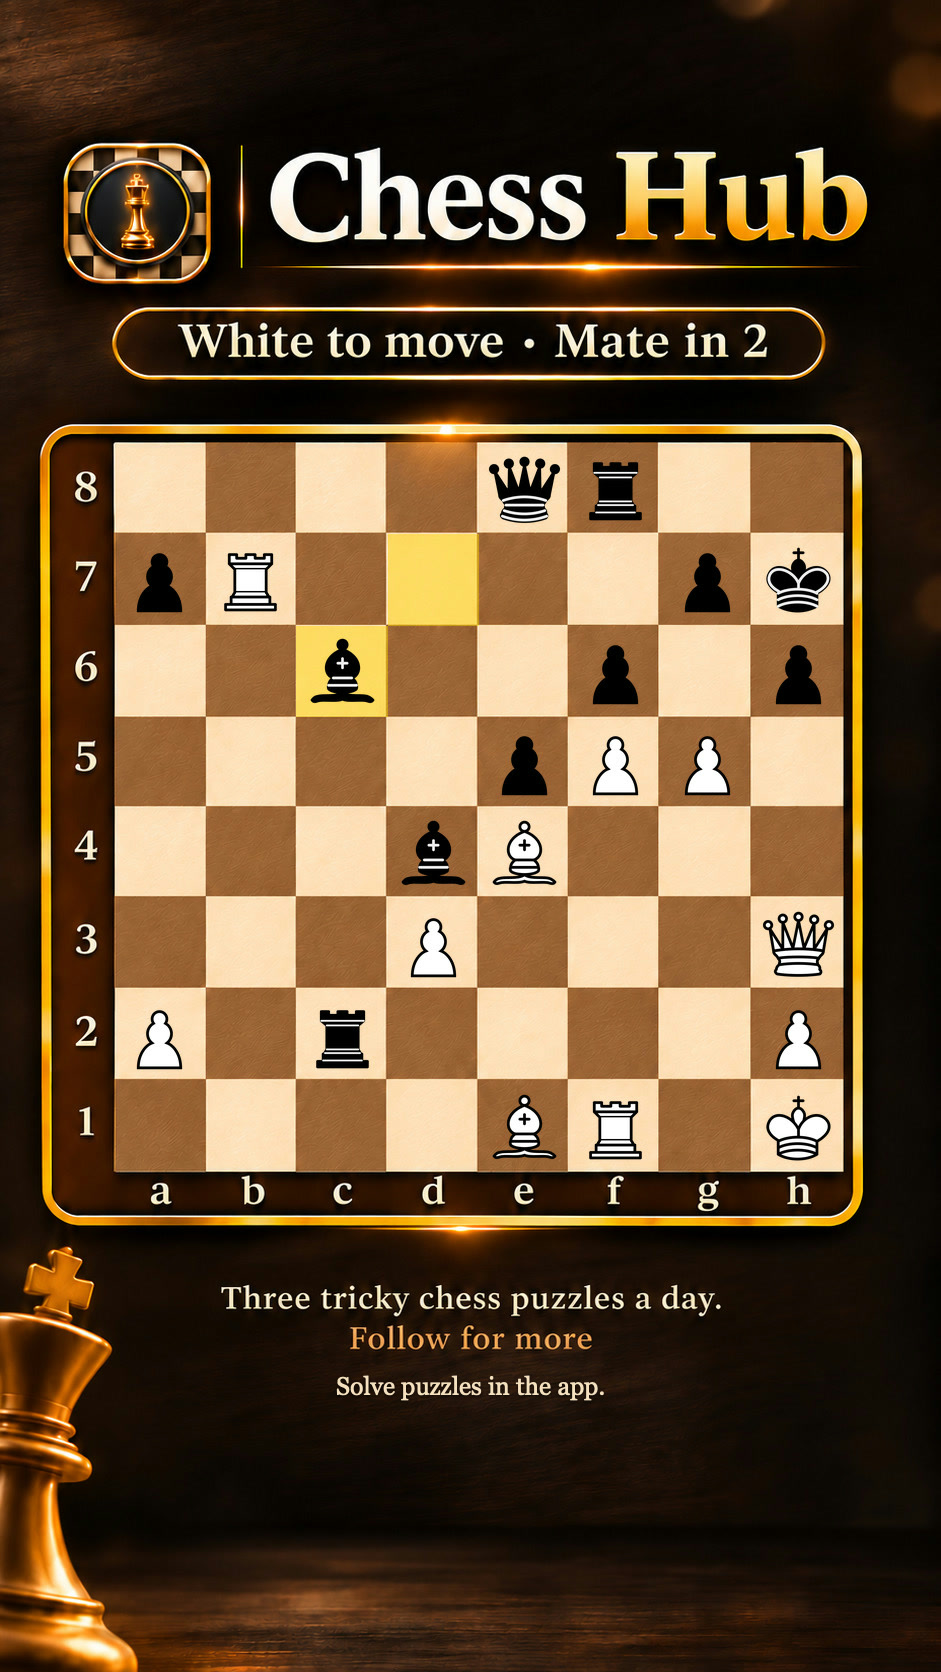 Chess Hub
White to move • Mate in 2
8
7
6
5
4
3
2
1
a b c d e f g h
Three tricky chess puzzles a day.
Follow for more
Solve puzzles in the app.